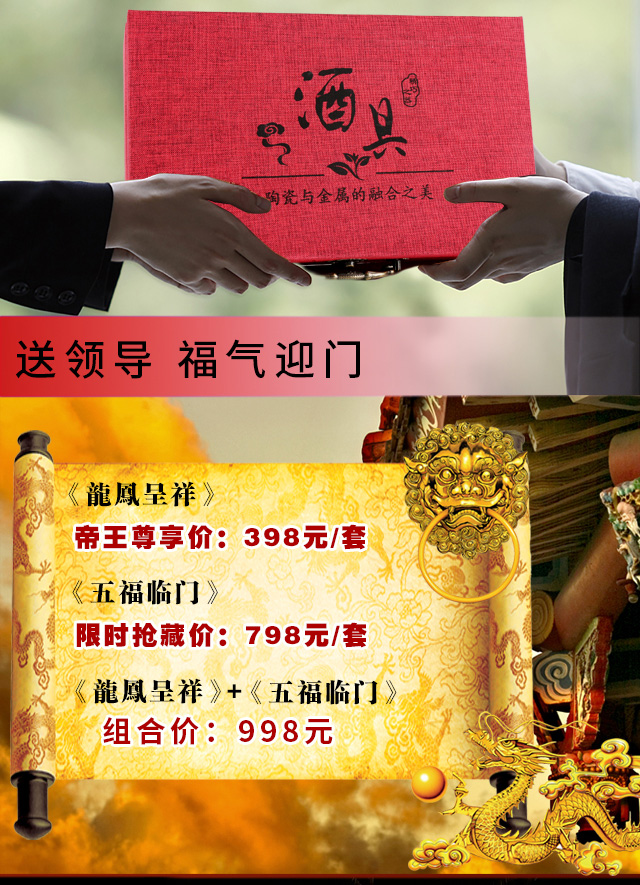 酒具
陶瓷与金属的融合之美
送领导 福气迎门
《龍鳳呈祥》
帝王尊享价：398元/套
《五福临门》
限时抢藏价：798元/套
《龍鳳呈祥》+《五福临门》
组合价：998元